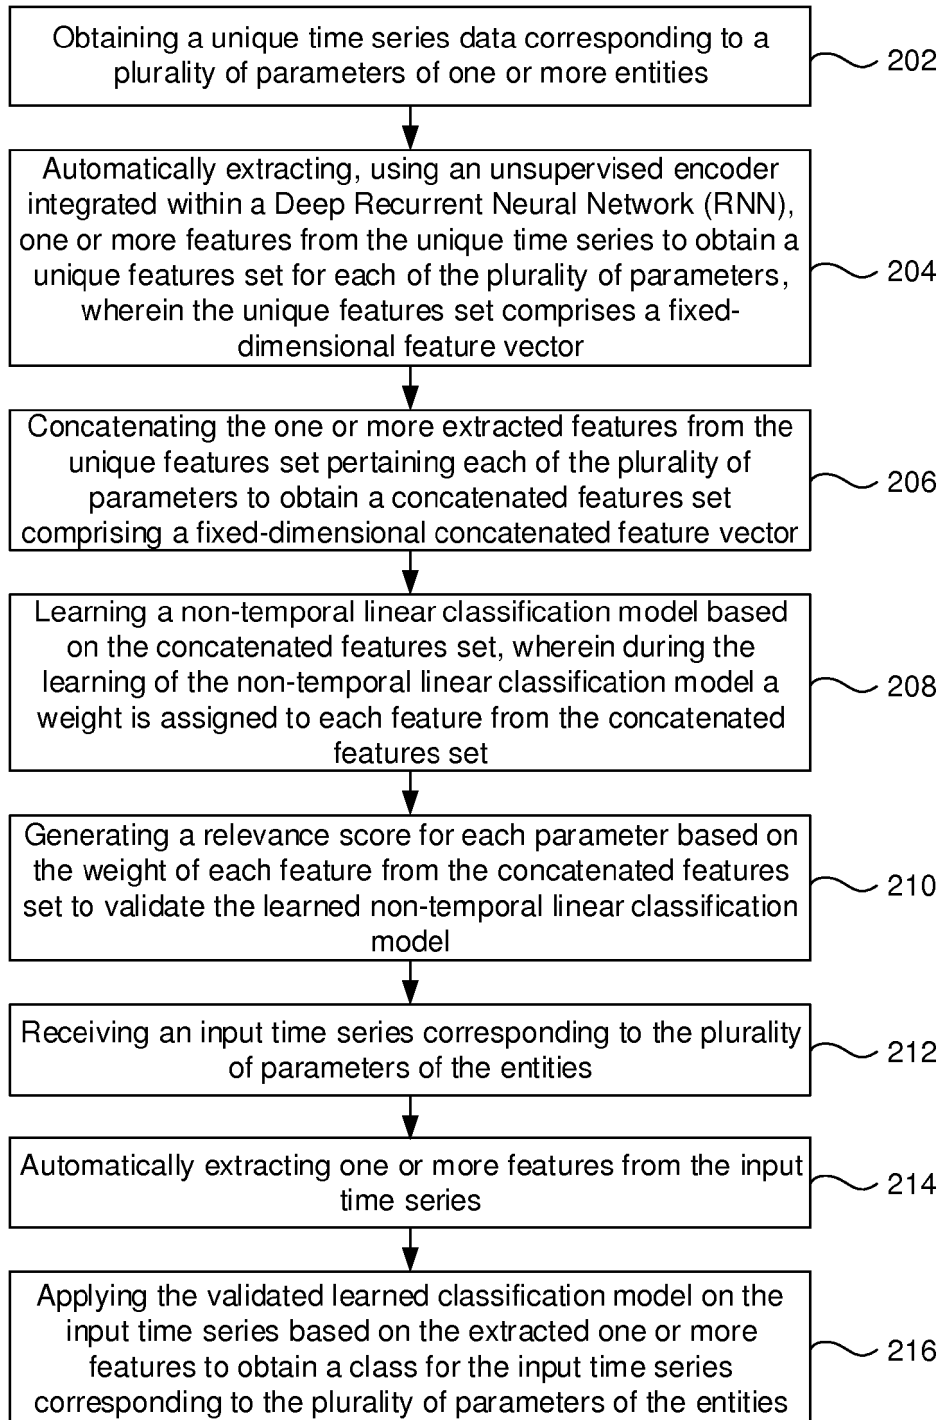 Obtaining a unique time series data corresponding to a
plurality of parameters of one or more entities
202
Automatically extracting, using an unsupervised encoder
integrated within a Deep Recurrent Neural Network (RNN),
one or more features from the unique time series to obtain a
unique features set for each of the plurality of parameters,
wherein the unique features set comprises a fixed-
dimensional feature vector
204
Concatenating the one or more extracted features from the
unique features set pertaining each of the plurality of
parameters to obtain a concatenated features set
comprising a fixed-dimensional concatenated feature vector
206
Learning a non-temporal linear classification model based
on the concatenated features set, wherein during the
learning of the non-temporal linear classification model a
weight is assigned to each feature from the concatenated
features set
208
Generating a relevance score for each parameter based on
the weight of each feature from the concatenated features
set to validate the learned non-temporal linear classification
model
210
Receiving an input time series corresponding to the plurality
of parameters of the entities
212
Automatically extracting one or more features from the input
time series
214
Applying the validated learned classification model on the
input time series based on the extracted one or more
features to obtain a class for the input time series
corresponding to the plurality of parameters of the entities
216